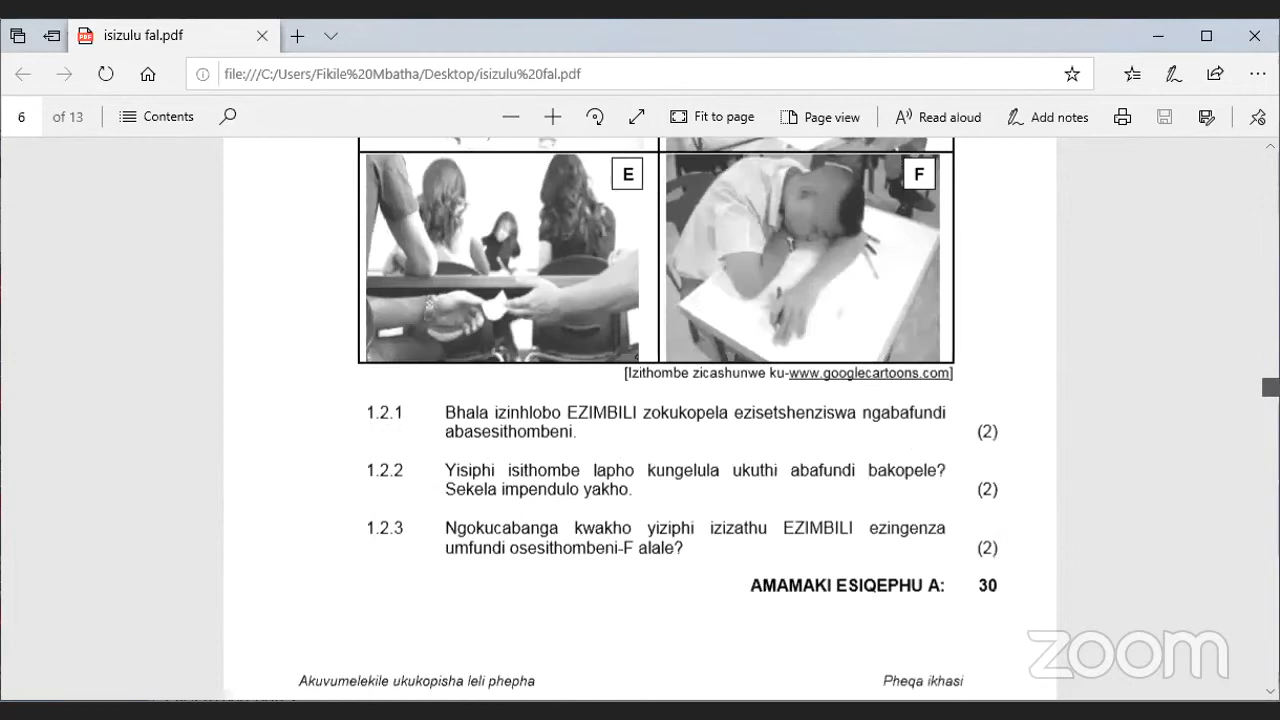 isizulu fal.pdf
file:///C:/Users/Fikile%20Mbatha/Desktop/isizulu%20fal.pdf
6 of 13 Contents Fit to page Page view Read aloud Add notes
E F
[Izithombe zicashunwe ku-www.googlecartoons.com]
1.2.1 Bhala izinhlobo EZIMBILI zokukopela ezisetshenziswa ngabafundi
abasesithombeni. (2)
1.2.2 Yisiphi isithombe lapho kungelula ukuthi abafundi bakopele?
Sekela impendulo yakho. (2)
1.2.3 Ngokucabanga kwakho yiziphi izizathu EZIMBILI ezingenza
umfundi osesithombeni-F alale? (2)
AMAMAKI ESIQEPHU A: 30
zoom
Akuvumelekile ukukopisha leli phepha Pheqa ikhasi